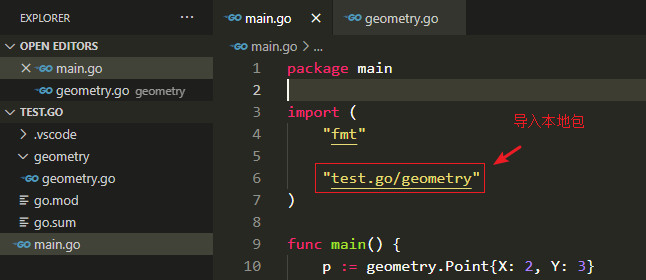 EXPLORER
OPEN EDITORS
main.go
geometry.go geometry
TEST.GO
.vscode
geometry
geometry.go
go.mod
go.sum
main.go
main.go
geometry.go
main.go > ...
1 package main
2
3 import (
4 "fmt"
5
6 "test.go/geometry"
7 )
8
9 func main() {
10 p := geometry.Point{X: 2, Y: 3}
导入本地包